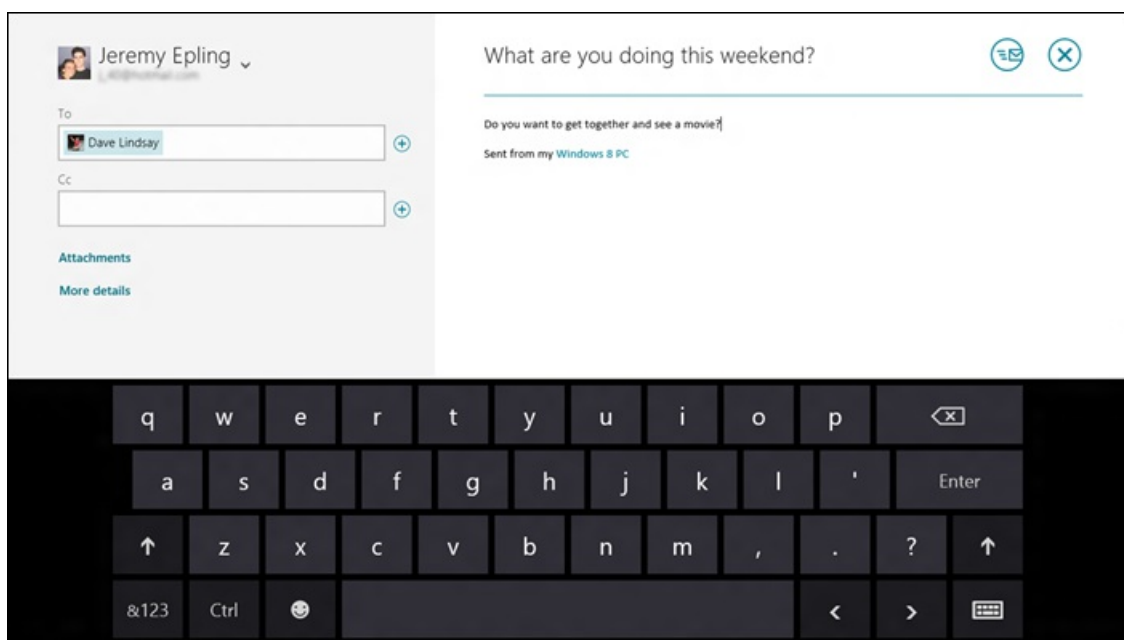 Jeremy Epling
To
Dave Lindsay
Cc
Attachments
More details
What are you doing this weekend?
Do you want to get together and see a movie?
Sent from my Windows 8 PC
q w e r t y u i o p
a s d f g h j k l ' Enter
z x c v b n m , . ?
&123 Ctrl < >